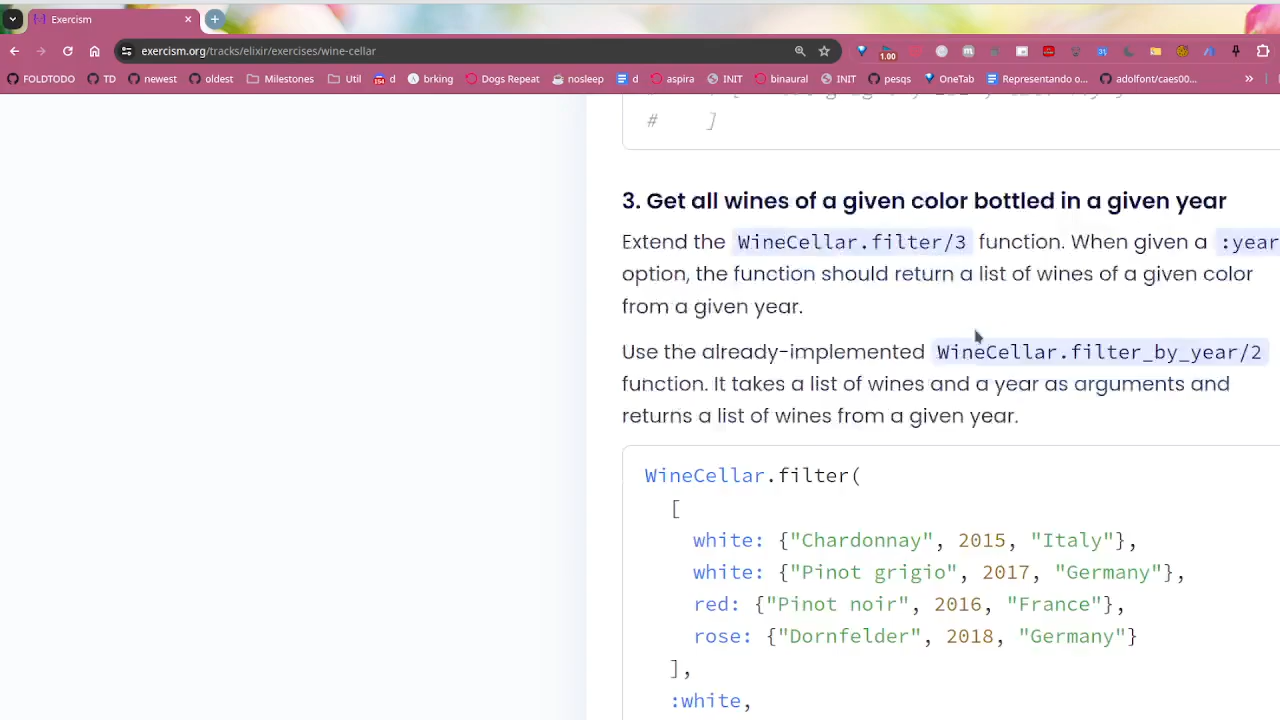 Exercism
exercism.org/tracks/elixir/exercises/wine-cellar
1.00
31
FOLDTODO TD newest oldest Milestones Util d brking Dogs Repeat nosleep d aspira INIT binaural INIT pesqs OneTab Representando o... adolfont/caes00... »
# ]
3. Get all wines of a given color bottled in a given year
Extend the WineCellar.filter/3 function. When given a :year
option, the function should return a list of wines of a given color
from a given year.
Use the already-implemented WineCellar.filter_by_year/2
function. It takes a list of wines and a year as arguments and
returns a list of wines from a given year.
WineCellar.filter(
[
white: {"Chardonnay", 2015, "Italy"},
white: {"Pinot grigio", 2017, "Germany"},
red: {"Pinot noir", 2016, "France"},
rose: {"Dornfelder", 2018, "Germany"}
],
:white,